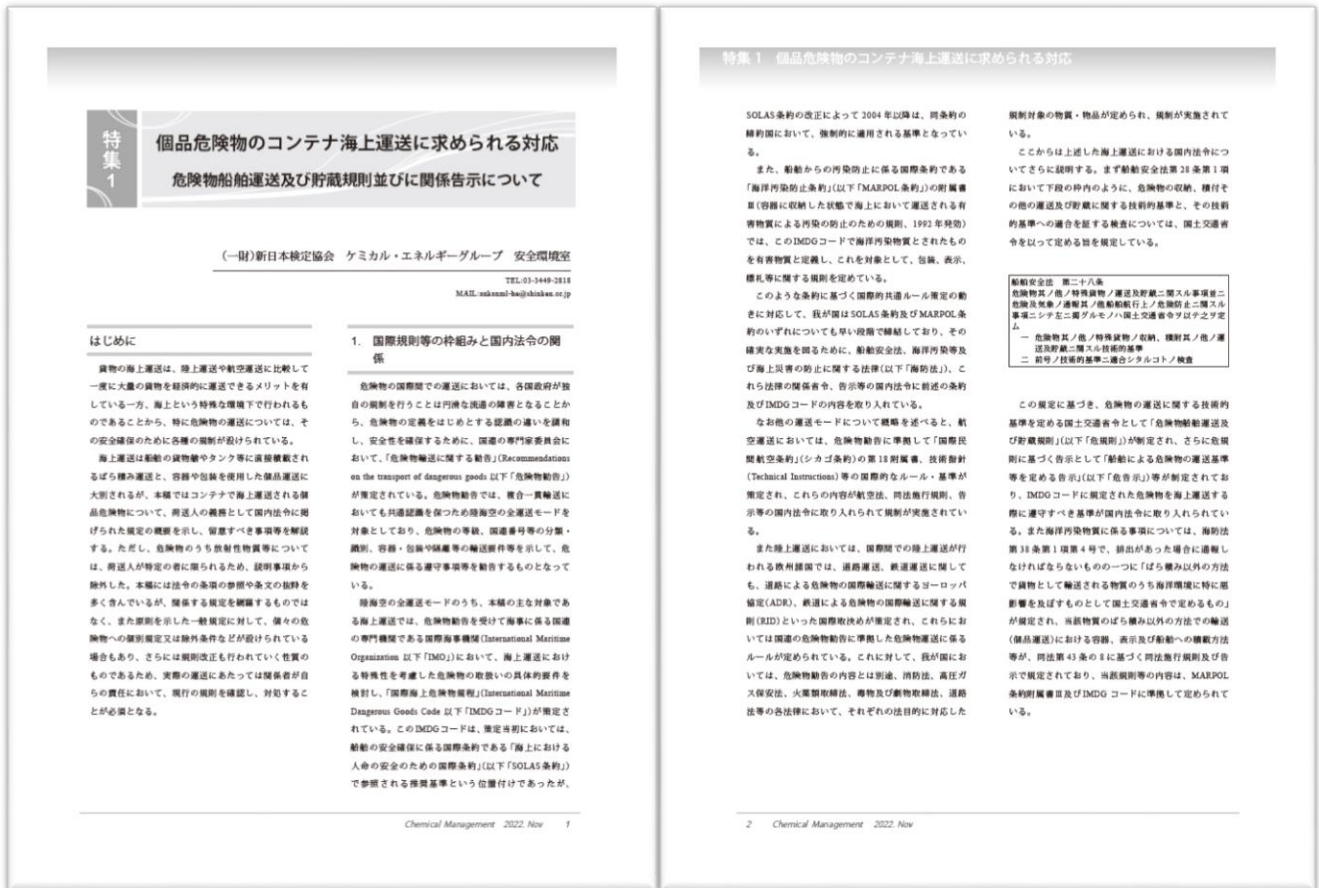 特集1
個品危険物のコンテナ海上運送に求められる対応
危険物船舶運送及び貯蔵規則並びに関係告示について
(一財)新日本検定協会 ケミカル・エネルギーグループ 安全環境室
TEL:03-3449-2818
はじめに
貨物の海上運送は、陸上運送や航空運送に比較して
一度に大量の貨物を経済的に運送できるメリットを有
している一方、海上という特殊な環境下で行われるも
のであることから、特に危険物の運送については、そ
の安全確保のために各種の規制が設けられている。
海上運送は船舶の貨物艙やタンク等に直接積載され
るばら積み運送と、容器や包装を使用した個品運送に
大別されるが、本稿ではコンテナで海上運送される個
品危険物について、荷送人の義務として国内法令に掲
げられた規定の概要を示し、留意すべき事項等を解説
する。ただし、危険物のうち放射性物質等について
は、荷送人が特定の者に限られるため、説明事項から
除外した。本稿には法令の条項の参照や条文の抜粋を
多く含んでいるが、関係する規定を網羅するものでは
なく、また原則を示した一般規定に対して、個々の危
険物への個別規定又は除外条件などが設けられている
場合もあり、さらには規則改正も行われていく性質の
ものであるため、実際の運送にあたっては関係者が自
らの責任において、現行の規則を確認し、対処するこ
とが必須となる。
1. 国際規則等の枠組みと国内法令の関
係
危険物の国際間での運送においては、各国政府が独
自の規制を行うことは円滑な流通の障害となることか
ら、危険物の定義をはじめとする認識の違いを調和
し、安全性を確保するために、国連の専門家委員会に
おいて、「危険物輸送に関する勧告」(Recommendations
on the transport of dangerous goods 以下「危険物勧告」)
が策定されている。危険物勧告では、複合一貫輸送に
おいても共通認識を保つため陸海空の全運送モードを
対象としており、危険物の等級、国連番号等の分類・
識別、容器・包装や隔離等の輸送要件等を示して、危
険物の運送に係る遵守事項等を勧告するものとなって
いる。
陸海空の全運送モードのうち、本稿の主な対象であ
る海上運送では、危険物勧告を受けて海事に係る国連
の専門機関である国際海事機関(International Maritime
Organization 以下「IMO」)において、海上運送におけ
る特殊性を考慮した危険物の取扱いの具体的要件を
検討し、「国際海上危険物規程」(International Maritime
Dangerous Goods Code 以下「IMDGコード」)が策定さ
れている。このIMDGコードは、策定当初においては、
船舶の安全確保に係る国際条約である「海上における
人命の安全のための国際条約」(以下「SOLAS条約」)
で参照される推奨基準という位置付けであったが、
Chemical Management 2022. Nov 1
特集1 個品危険物のコンテナ海上運送に求められる対応
SOLAS条約の改正によって2004年以降は、同条約の
締約国において、強制的に適用される基準となってい
る。
また、船舶からの汚染防止に係る国際条約である
「海洋汚染防止条約」(以下「MARPOL条約」)の附属書
Ⅲ(容器に収納した状態で海上において運送される有
害物質による汚染の防止のための規則、1992年発効)
では、このIMDGコードで海洋汚染物質とされたもの
を有害物質と定義し、これを対象として、包装、表示、
標札等に関する規則を定めている。
このような条約に基づく国際的共通ルール策定の動
きに対応して、我が国はSOLAS条約及びMARPOL条
約のいずれについても早い段階で締結しており、その
確実な実施を図るために、船舶安全法、海洋汚染等及
び海上災害の防止に関する法律(以下「海防法」)、こ
れら法律の関係省令、告示等の国内法令に前述の条約
及びIMDGコードの内容を取り入れている。
なお他の運送モードについて概略を述べると、航
空運送においては、危険物勧告に準拠して「国際民
間航空条約」(シカゴ条約)の第18附属書、技術指針
(Technical Instructions)等の国際的なルール・基準が
策定され、これらの内容が航空法、同法施行規則、告
示等の国内法令に取り入れられて規制が実施されてい
る。
また陸上運送においては、国際間での陸上運送が行
われる欧州諸国では、道路運送、鉄道運送に関して
も、道路による危険物の国際輸送に関するヨーロッパ
協定(ADR)、鉄道による危険物の国際輸送に関する規
則(RID)といった国際取決めが策定され、これらにお
いては国連の危険物勧告に準拠した危険物運送に係る
ルールが定められている。これに対して、我が国にお
いては、危険物勧告の内容とは別途、消防法、高圧ガ
ス保安法、火薬類取締法、毒物及び劇物取締法、道路
法等の各法律において、それぞれの法目的に対応した
規制対象の物質・物品が定められ、規制が実施されて
いる。
ここからは上述した海上運送における国内法令につ
いてさらに説明する。まず船舶安全法第28条第1項
において下段の枠内のように、危険物の収納、積付そ
の他の運送及び貯蔵に関する技術的基準と、その技術
的基準への適合を証する検査については、国土交通省
令を以って定める旨を規定している。
船舶安全法 第二十八条
危険物其ノ他ノ特殊貨物ノ運送及貯蔵ニ関スル事項並ニ
危険及気象ノ通報其ノ他船舶航行上ノ危険防止ニ関スル
事項ニシテ左ニ掲グルモノハ国土交通省令ヲ以テ之ヲ定
ム
一 危険物其ノ他ノ特殊貨物ノ収納、積附其ノ他ノ運
送及貯蔵ニ関スル技術的基準
二 前号ノ技術的基準ニ適合シタルコトノ検査
この規定に基づき、危険物の運送に関する技術的
基準を定める国土交通省令として「危険物船舶運送及
び貯蔵規則」(以下「危規則」)が制定され、さらに危規
則に基づく告示として「船舶による危険物の運送基準
等を定める告示」(以下「危告示」)等が制定されてお
り、IMDGコードに規定された危険物を海上運送する
際に遵守すべき基準が国内法令に取り入れられてい
る。また海洋汚染物質に係る事項については、海防法
第38条第1項第4号で、排出があった場合に通報し
なければならないものの一つに「ばら積み以外の方法
で貨物として輸送される物質のうち海洋環境に特に悪
影響を及ぼすものとして国土交通省令で定めるもの」
が規定され、当該物質のばら積み以外の方法での輸送
(個品運送)における容器、表示及び船舶への積載方法
等が、同法第43条の8に基づく同法施行規則及び告
示で規定されており、当該規則等の内容は、MARPOL
条約附属書Ⅲ及びIMDG コードに準拠して定められて
いる。
2 Chemical Management 2022. Nov